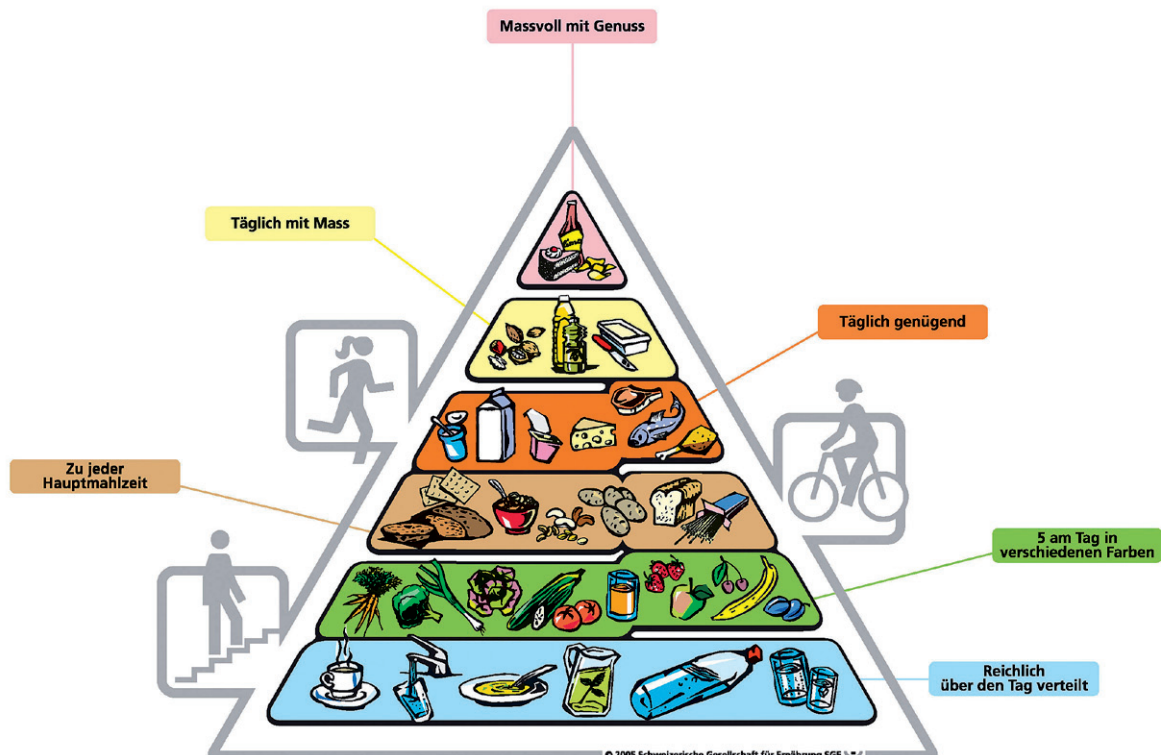 Massvoll mit Genuss
Täglich mit Mass
Täglich genügend
Zu jeder
Hauptmahlzeit
5 am Tag in
verschiedenen Farben
Reichlich
über den Tag verteilt
© 2005 Schweizerische Gesellschaft für Ernährung SGE